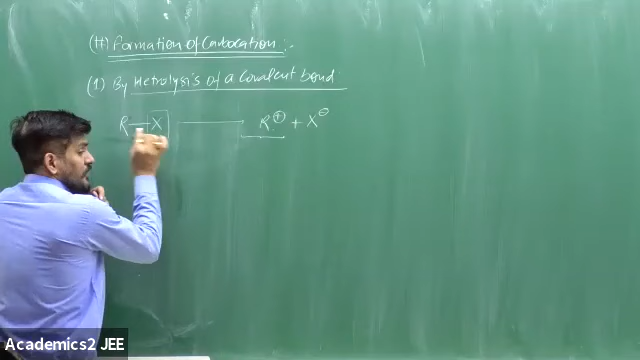 (H) Formation of Carbocation :-
(1) By Hetrolysis of a covalent bond
R—X ——— R⊕ + X⊖
Academics2 JEE